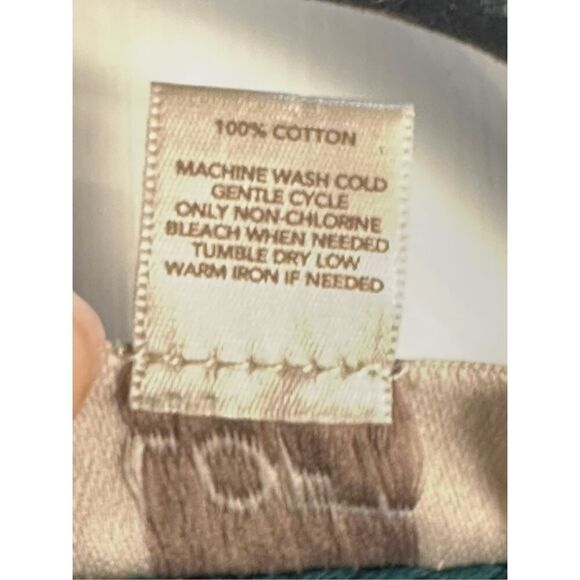 100% COTTON
MACHINE WASH COLD
GENTLE CYCLE
ONLY NON-CHLORINE
BLEACH WHEN NEEDED
TUMBLE DRY LOW
WARM IRON IF NEEDED